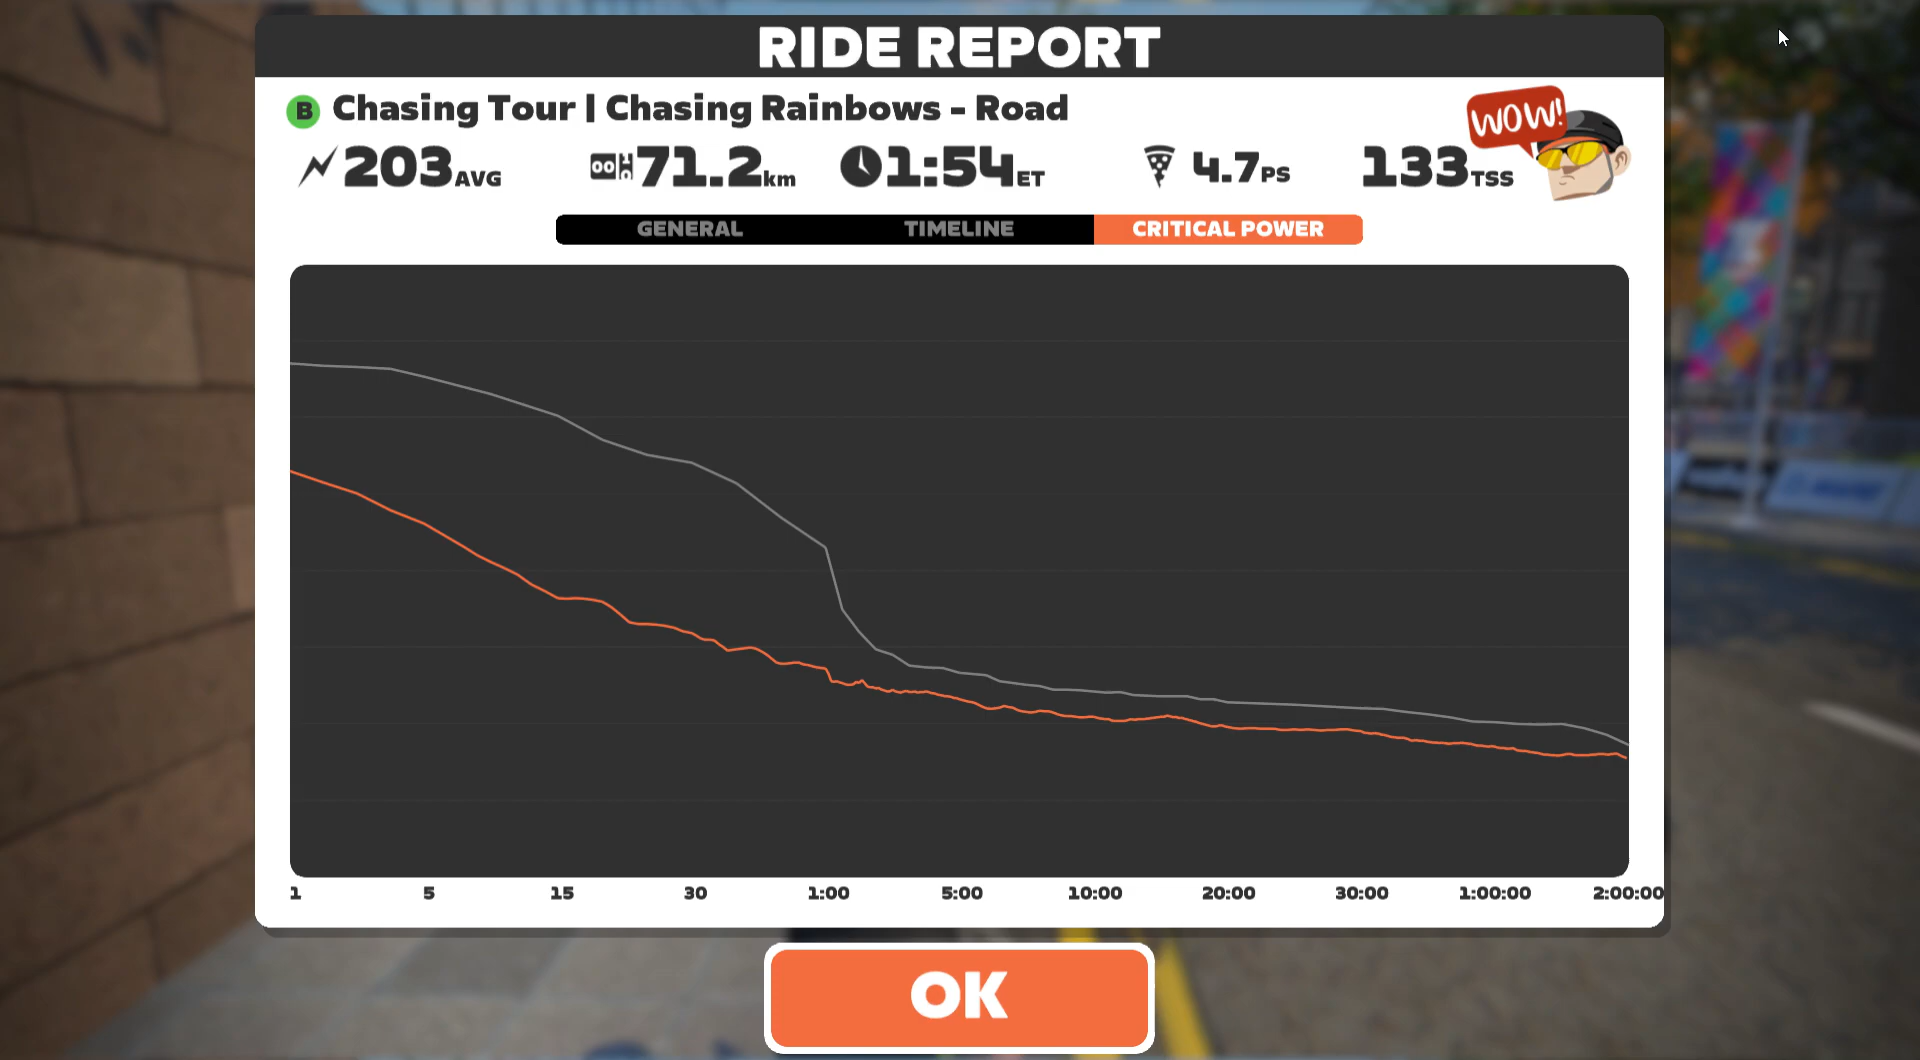 RIDE REPORT
B Chasing Tour | Chasing Rainbows - Road
WOW!
203AVG 71.2km 1:54ET 4.7PS 133TSS
GENERAL TIMELINE CRITICAL POWER
1 5 15 30 1:00 5:00 10:00 20:00 30:00 1:00:00 2:00:00
OK